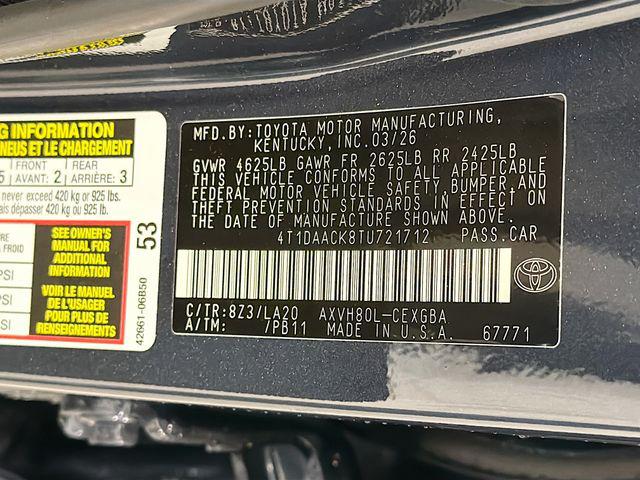 G INFORMATION
NEUS ET LE CHARGEMENT
5 FRONT AVANT: 2 REAR ARRIÈRE: 3
never exceed 420 kg or 925 lbs.
is dépasser 420 kg ou 925 lb.
RE
FROID
PSI
PSI
PSI
SEE OWNER'S
MANUAL FOR
ADDITIONAL
INFORMATION
VOIR LE MANUEL
DE L'USAGER
POUR PLUS DE
RENSEIGNEMENTS
53
42661-06B50
MFD.BY:TOYOTA MOTOR MANUFACTURING,
KENTUCKY, INC.03/26
GVWR 4625LB GAWR FR 2625LB RR 2425LB
THIS VEHICLE CONFORMS TO ALL APPLICABLE
FEDERAL MOTOR VEHICLE SAFETY,BUMPER,AND
THEFT PREVENTION STANDARDS IN EFFECT ON
THE DATE OF MANUFACTURE SHOWN ABOVE.
4T1DAACK8TU721712 PASS.CAR
C/TR:8Z3/LA20 AXVH80L-CEXGBA
A/TM: /PB11 MADE IN U.S.A. 67771